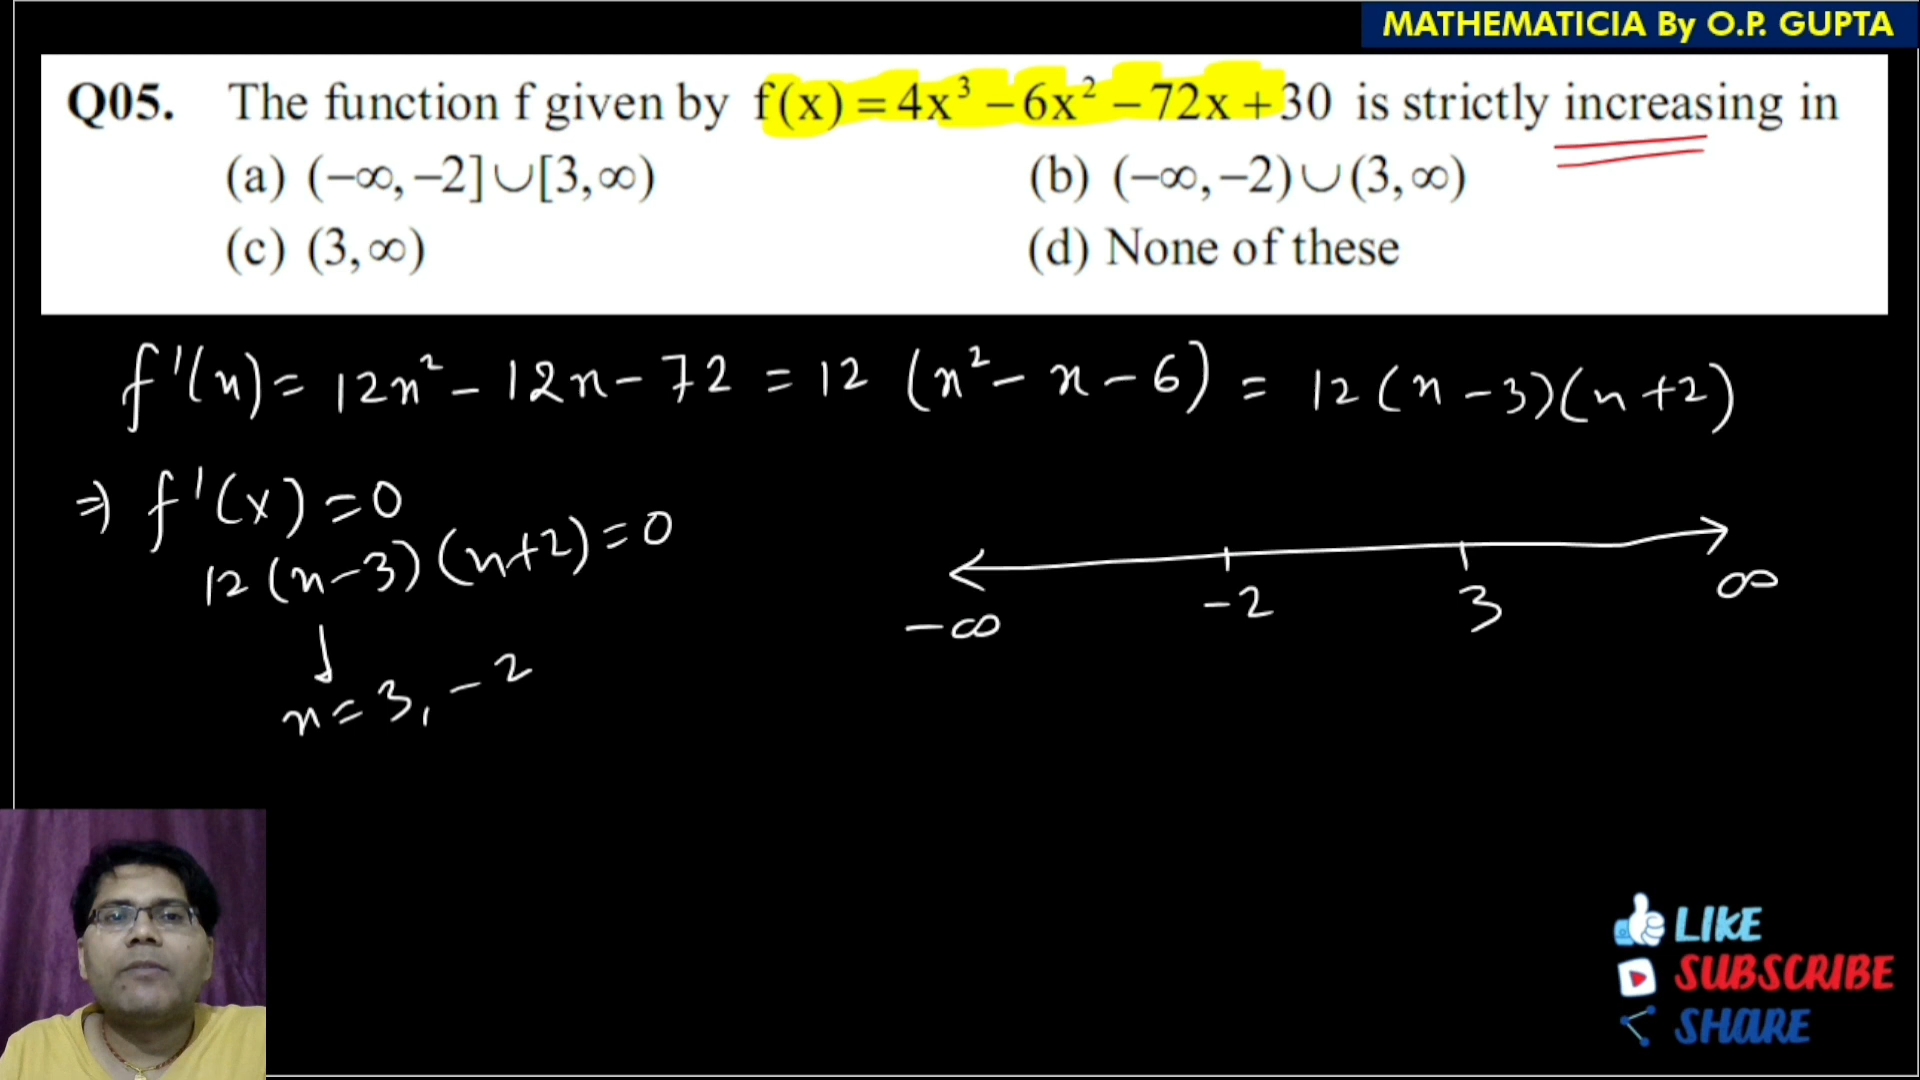 MATHEMATICIA By O.P. GUPTA
Q05. The function f given by f(x) = 4x³ – 6x² – 72x + 30 is strictly increasing in
(a) (–∞, –2] ∪ [3, ∞) (b) (–∞, –2) ∪ (3, ∞)
(c) (3, ∞) (d) None of these
f'(x) = 12x² – 12x – 72 = 12 (x² – x – 6) = 12 (x – 3)(x + 2)
⇒ f'(x) = 0
12 (x – 3) (x + 2) = 0
x = 3, – 2
– ∞ – 2 3 ∞
LIKE
SUBSCRIBE
SHARE